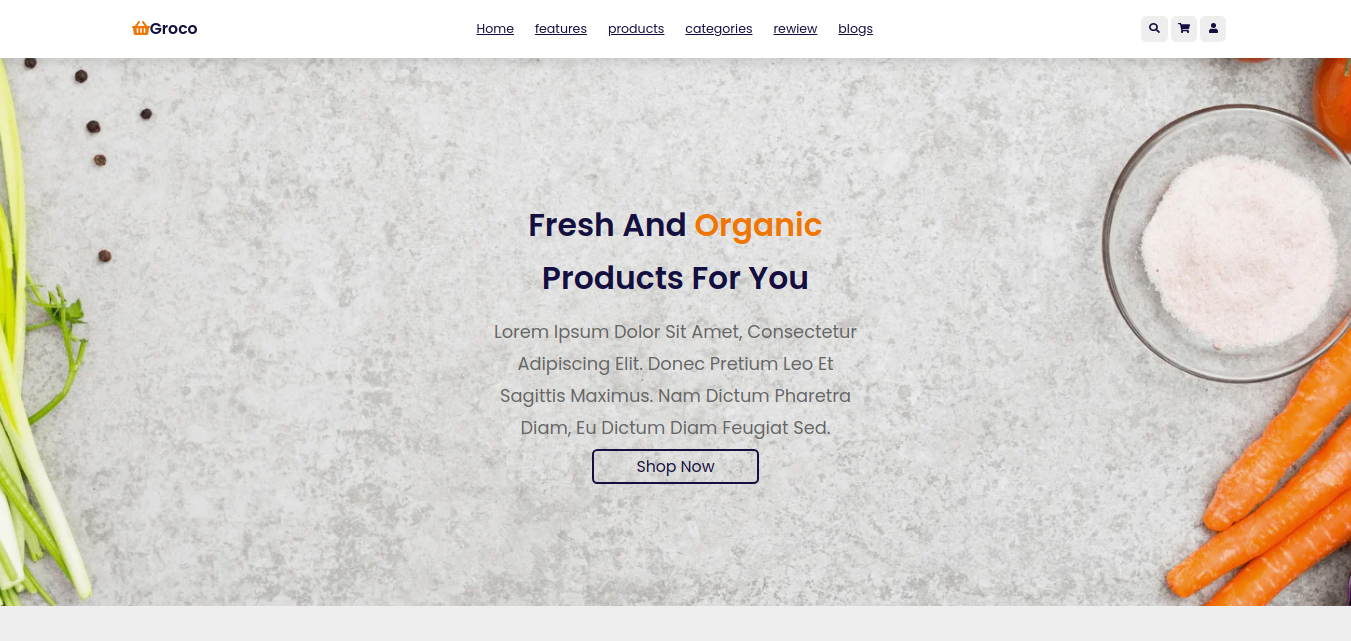 Groco
Home features products categories rewiew blogs
Fresh And Organic
Products For You
Lorem Ipsum Dolor Sit Amet, Consectetur
Adipiscing Elit. Donec Pretium Leo Et
Sagittis Maximus. Nam Dictum Pharetra
Diam, Eu Dictum Diam Feugiat Sed.
Shop Now